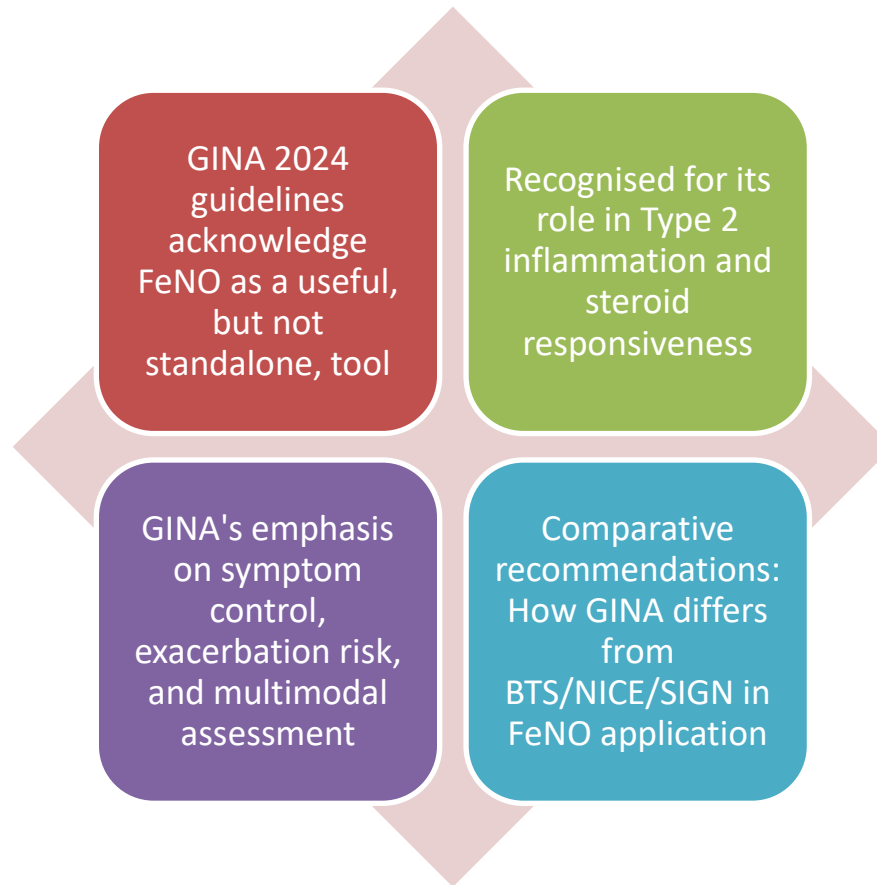 GINA 2024
guidelines
acknowledge
FeNO as a useful,
but not
standalone, tool
Recognised for its
role in Type 2
inflammation and
steroid
responsiveness
GINA's emphasis
on symptom
control,
exacerbation risk,
and multimodal
assessment
Comparative
recommendations:
How GINA differs
from
BTS/NICE/SIGN in
FeNO application